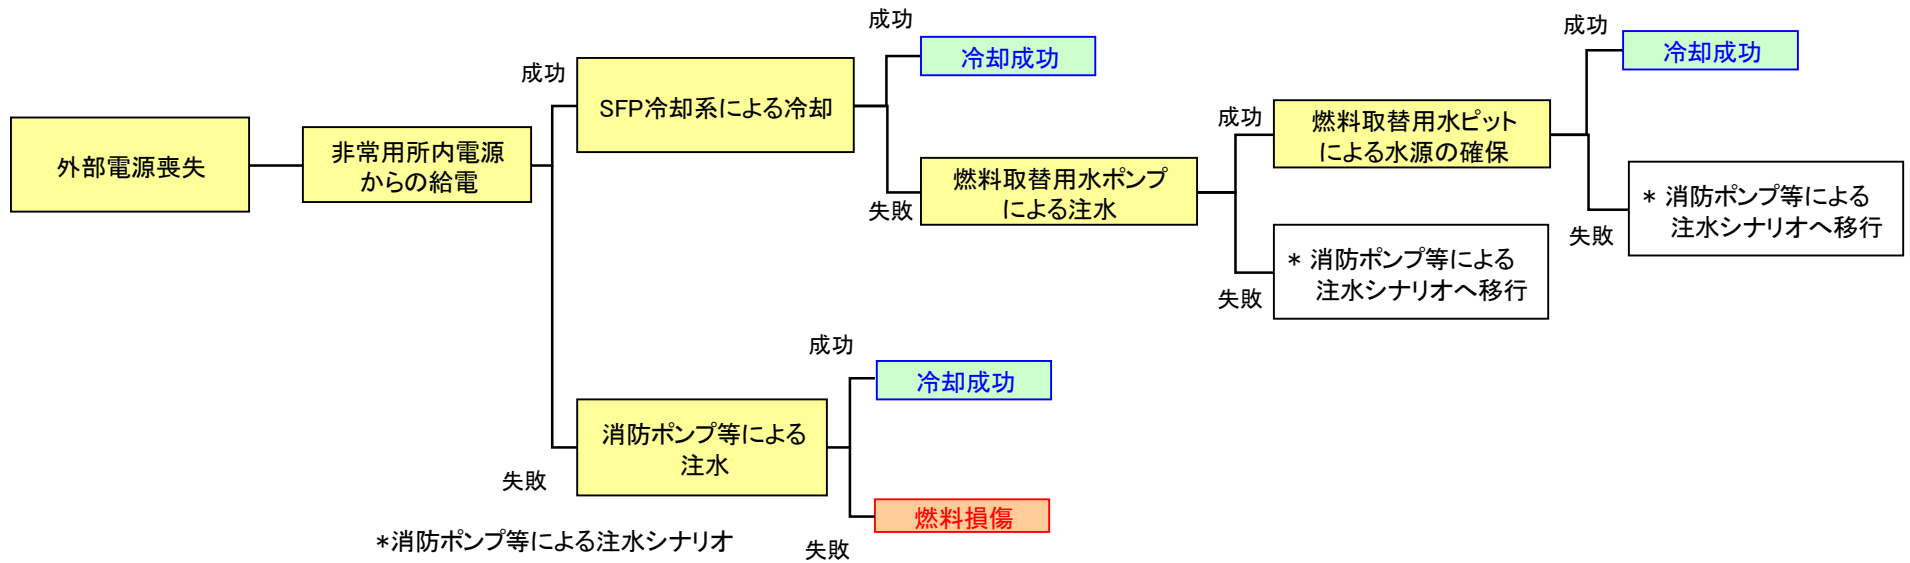 外部電源喪失
非常用所内電源
からの給電
成功
SFP冷却系による冷却
成功
冷却成功
失敗
燃料取替用水ポンプ
による注水
成功
燃料取替用水ピット
による水源の確保
成功
冷却成功
失敗
* 消防ポンプ等による
注水シナリオへ移行
失敗
* 消防ポンプ等による
注水シナリオへ移行
失敗
消防ポンプ等による
注水
成功
冷却成功
失敗
燃料損傷
*消防ポンプ等による注水シナリオ